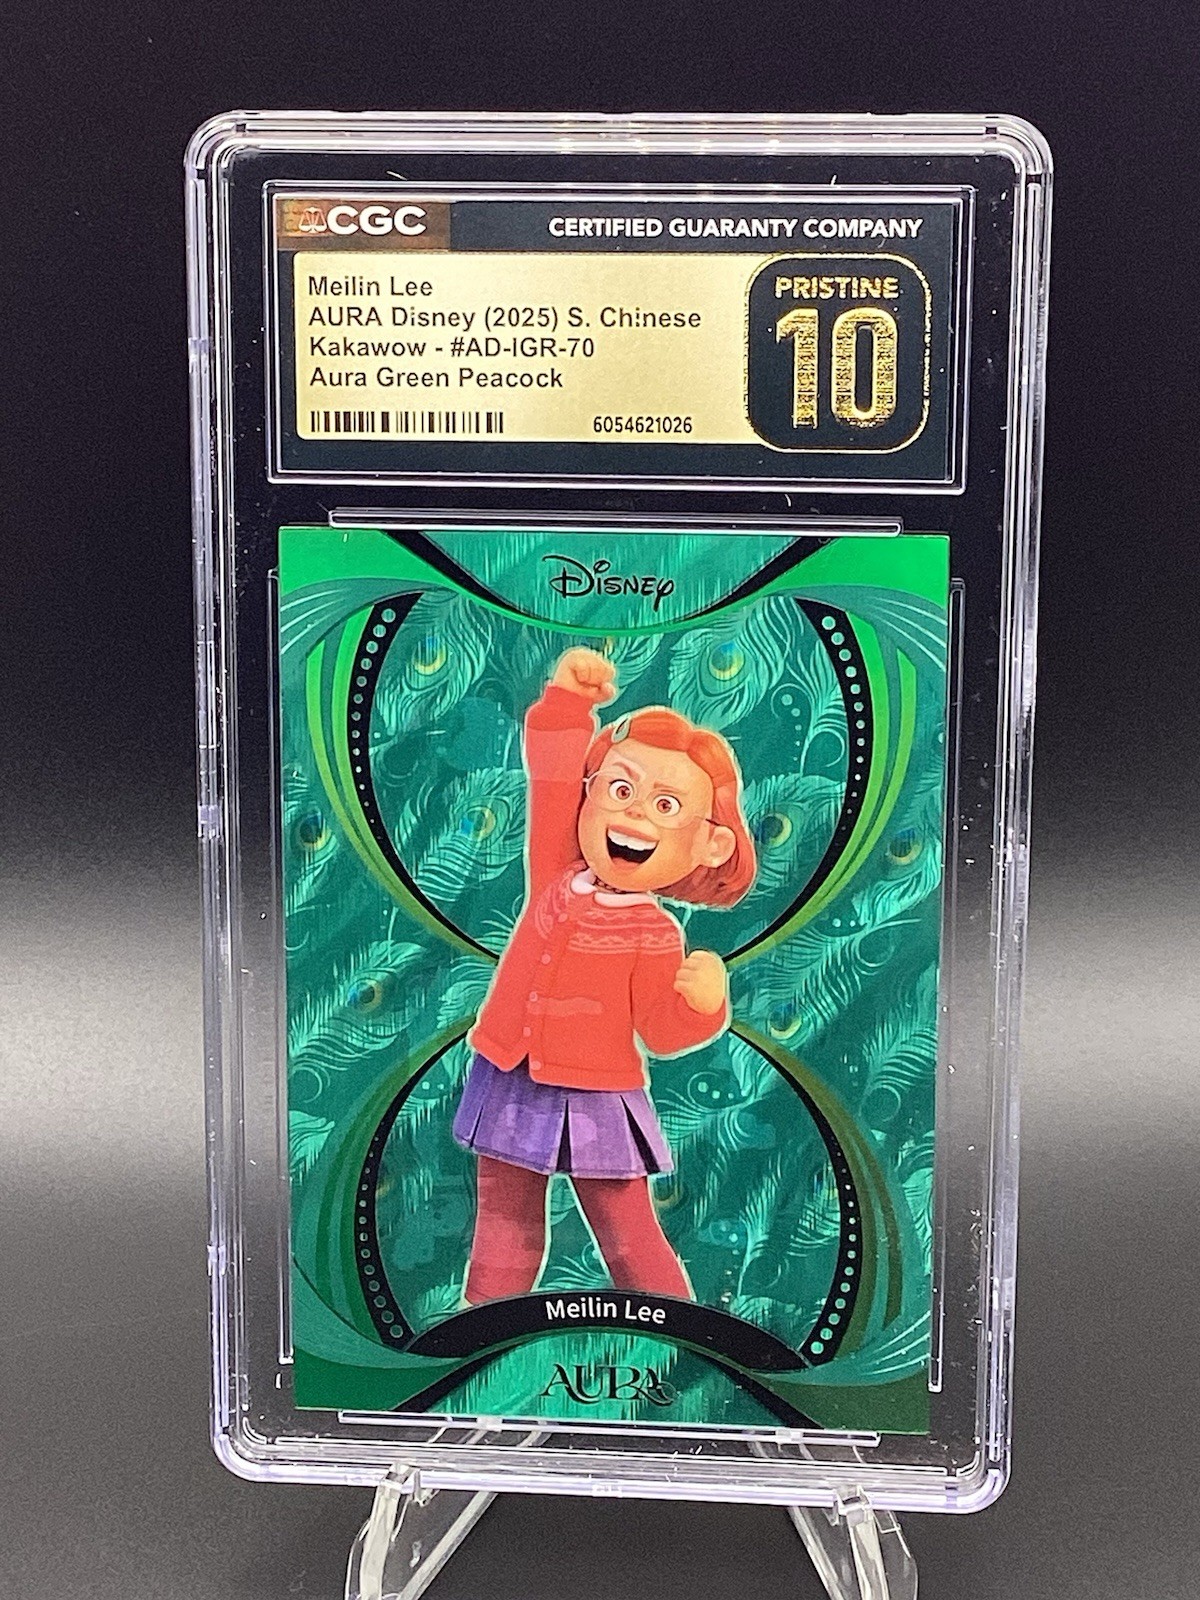 CGC
CERTIFIED GUARANTY COMPANY
Meilin Lee
AURA Disney (2025) S. Chinese
Kakawow - #AD-IGR-70
Aura Green Peacock
6054621026
PRISTINE
10
Disney
Meilin Lee
AURA